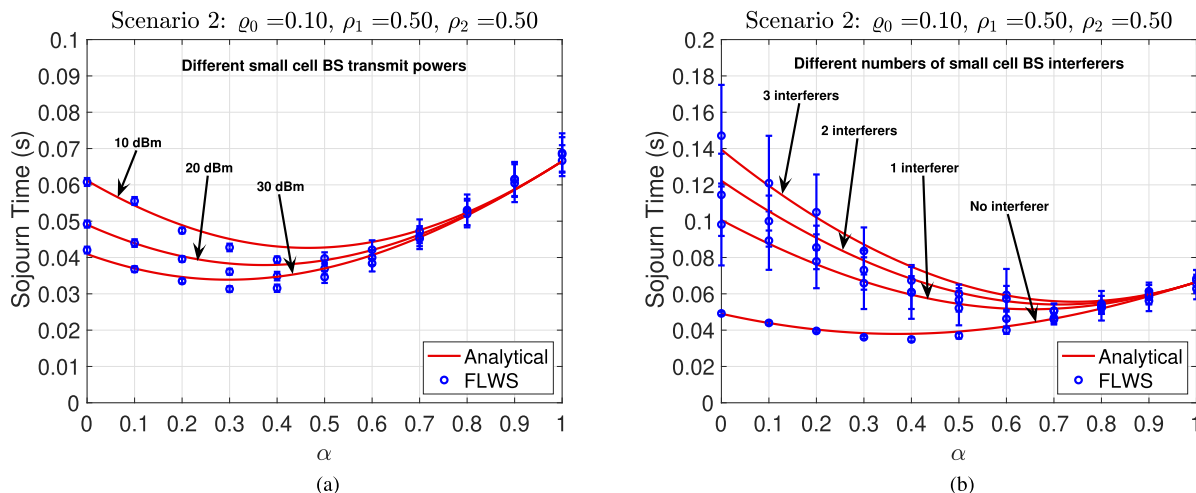 Scenario 2: ϱ0 =0.10, ρ1 =0.50, ρ2 =0.50
0.1
0.09
0.08
0.07
0.06
0.05
0.04
0.03
0.02
0.01
0
Sojourn Time (s)
Different small cell BS transmit powers
10 dBm
20 dBm
30 dBm
Analytical
FLWS
0 0.1 0.2 0.3 0.4 0.5 0.6 0.7 0.8 0.9 1
α
(a)
Scenario 2: ϱ0 =0.10, ρ1 =0.50, ρ2 =0.50
0.20
0.18
0.16
0.14
0.12
0.1
0.08
0.06
0.04
0.02
0
Sojourn Time (s)
Different numbers of small cell BS interferers
3 interferers
2 interferers
1 interferer
No interferer
Analytical
FLWS
0 0.1 0.2 0.3 0.4 0.5 0.6 0.7 0.8 0.9 1
α
(b)